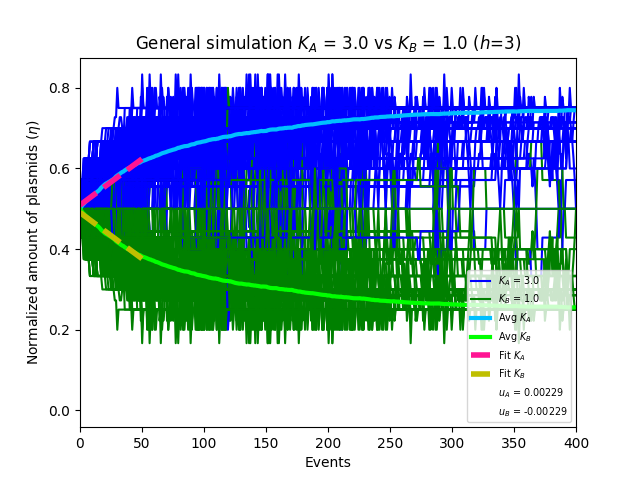 General simulation K_A = 3.0 vs K_B = 1.0 (h=3)
Normalized amount of plasmids (η)
0.8
0.6
0.4
0.2
0.0
K_A = 3.0
K_B = 1.0
Avg K_A
Avg K_B
Fit K_A
Fit K_B
u_A = 0.00229
u_B = -0.00229
0 50 100 150 200 250 300 350 400
Events